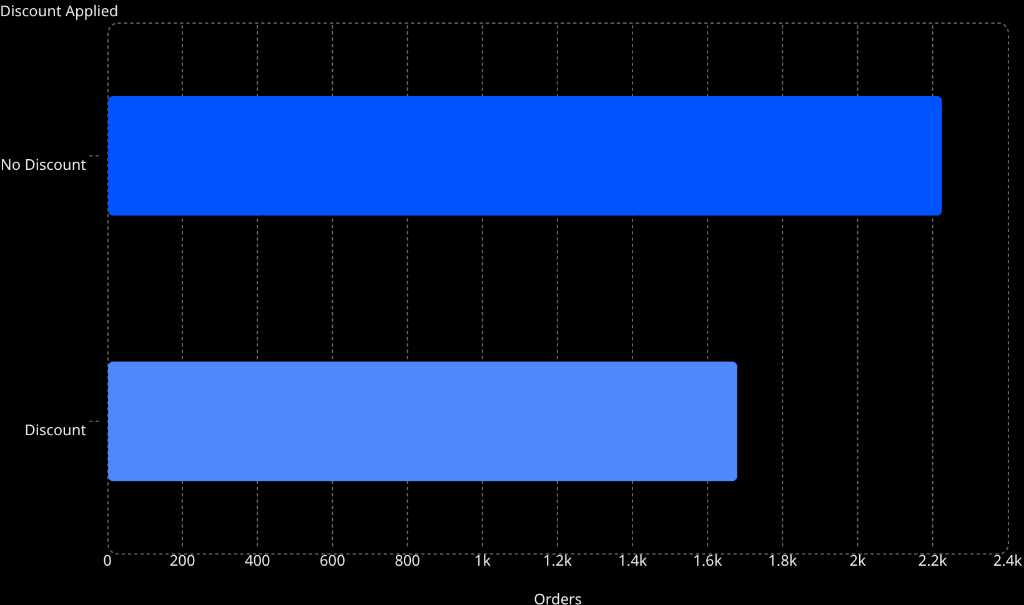 Discount Applied
No Discount
Discount
0 200 400 600 800 1k 1.2k 1.4k 1.6k 1.8k 2k 2.2k 2.4k
Orders